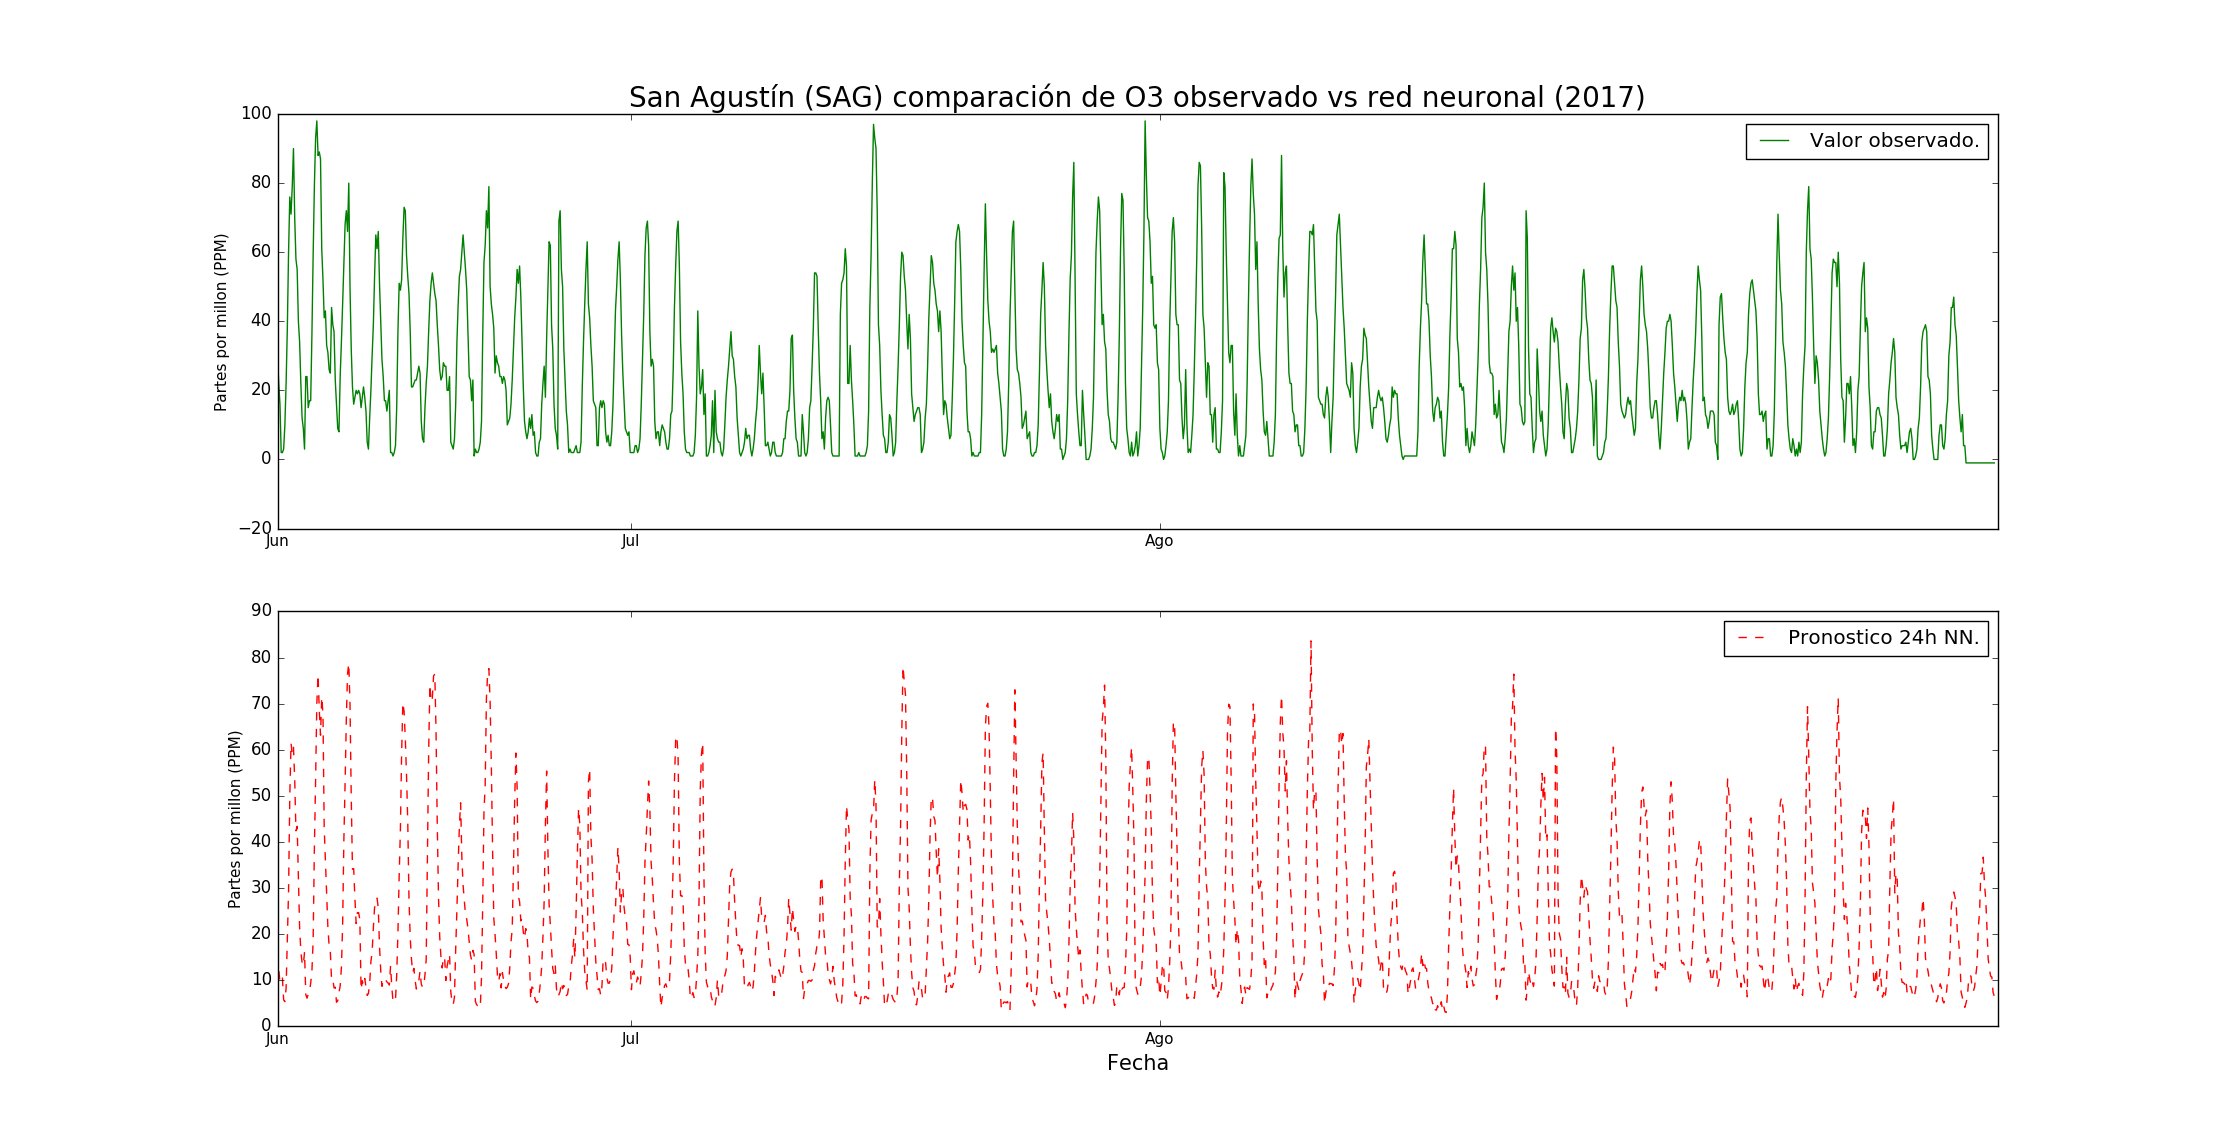 San Agustín (SAG) comparación de O3 observado vs red neuronal (2017)
100
80
60
40
20
0
−20
Partes por millon (PPM)
Valor observado.
Jun
Jul
Ago
90
80
70
60
50
40
30
20
10
0
Partes por millon (PPM)
Pronostico 24h NN.
Jun
Jul
Ago
Fecha